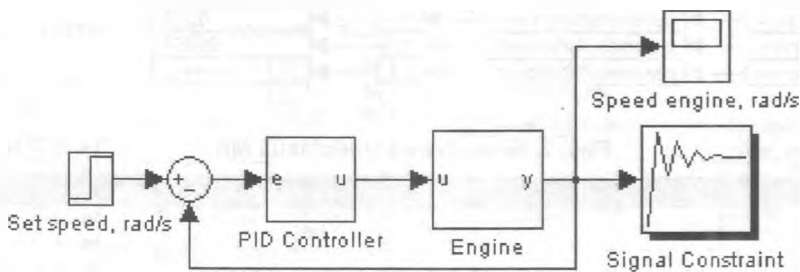 Speed engine, rad/s
+
e u
u v
Set speed, rad/s
PID Controller
Engine
Signal Constraint